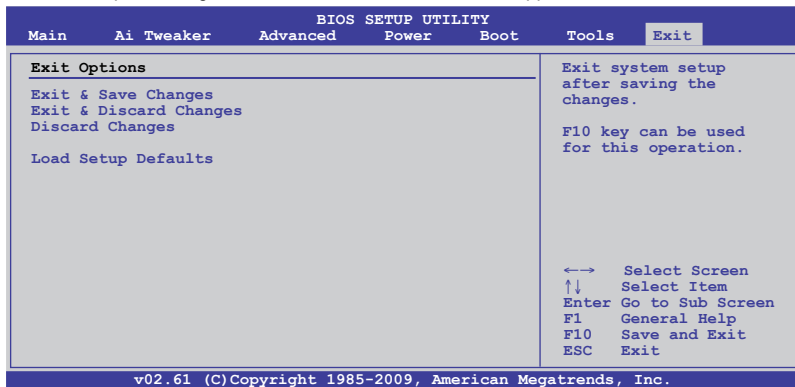 BIOS SETUP UTILITY
Main Ai Tweaker Advanced Power Boot Tools Exit
Exit Options
Exit & Save Changes
Exit & Discard Changes
Discard Changes
Load Setup Defaults
Exit system setup
after saving the
changes.
F10 key can be used
for this operation.
←→ Select Screen
↑↓ Select Item
Enter Go to Sub Screen
F1 General Help
F10 Save and Exit
ESC Exit
v02.61 (C)Copyright 1985-2009, American Megatrends, Inc.